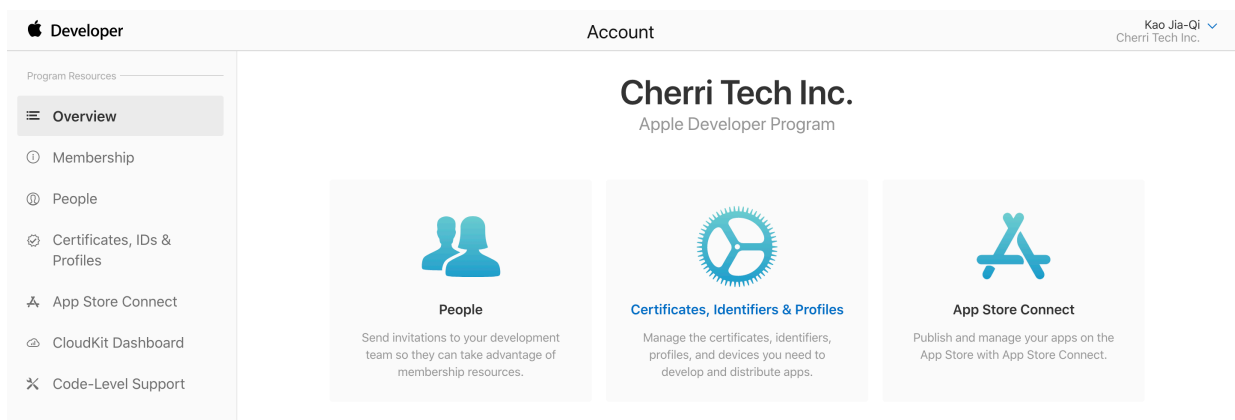 Developer
Account
Kao Jia-Qi
Cherri Tech Inc.
Program Resources
Overview
Membership
People
Certificates, IDs &
Profiles
App Store Connect
CloudKit Dashboard
Code-Level Support
Cherri Tech Inc.
Apple Developer Program
People
Send invitations to your development
team so they can take advantage of
membership resources.
Certificates, Identifiers & Profiles
Manage the certificates, identifiers,
profiles, and devices you need to
develop and distribute apps.
App Store Connect
Publish and manage your apps on the
App Store with App Store Connect.